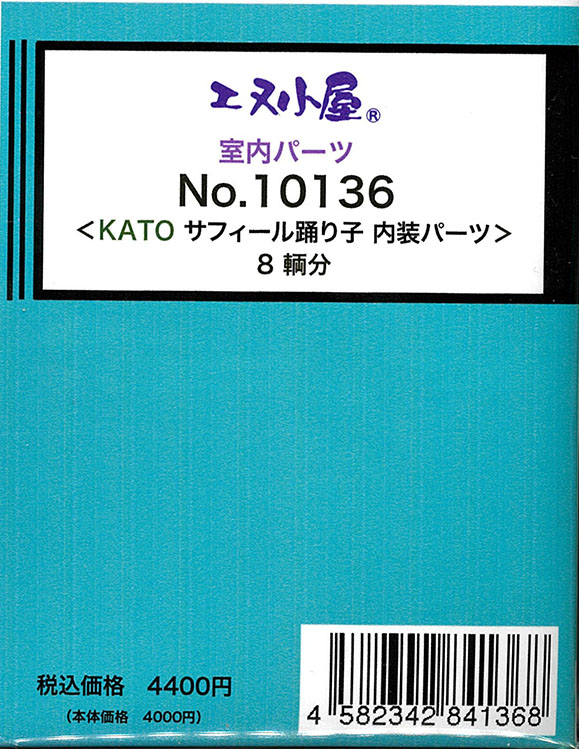 エヌ小屋®
室内パーツ
No.10136
＜KATO サフィール踊り子 内装パーツ＞
8 輌分
税込価格 4400円
（本体価格 4000円）
4 582342 841368